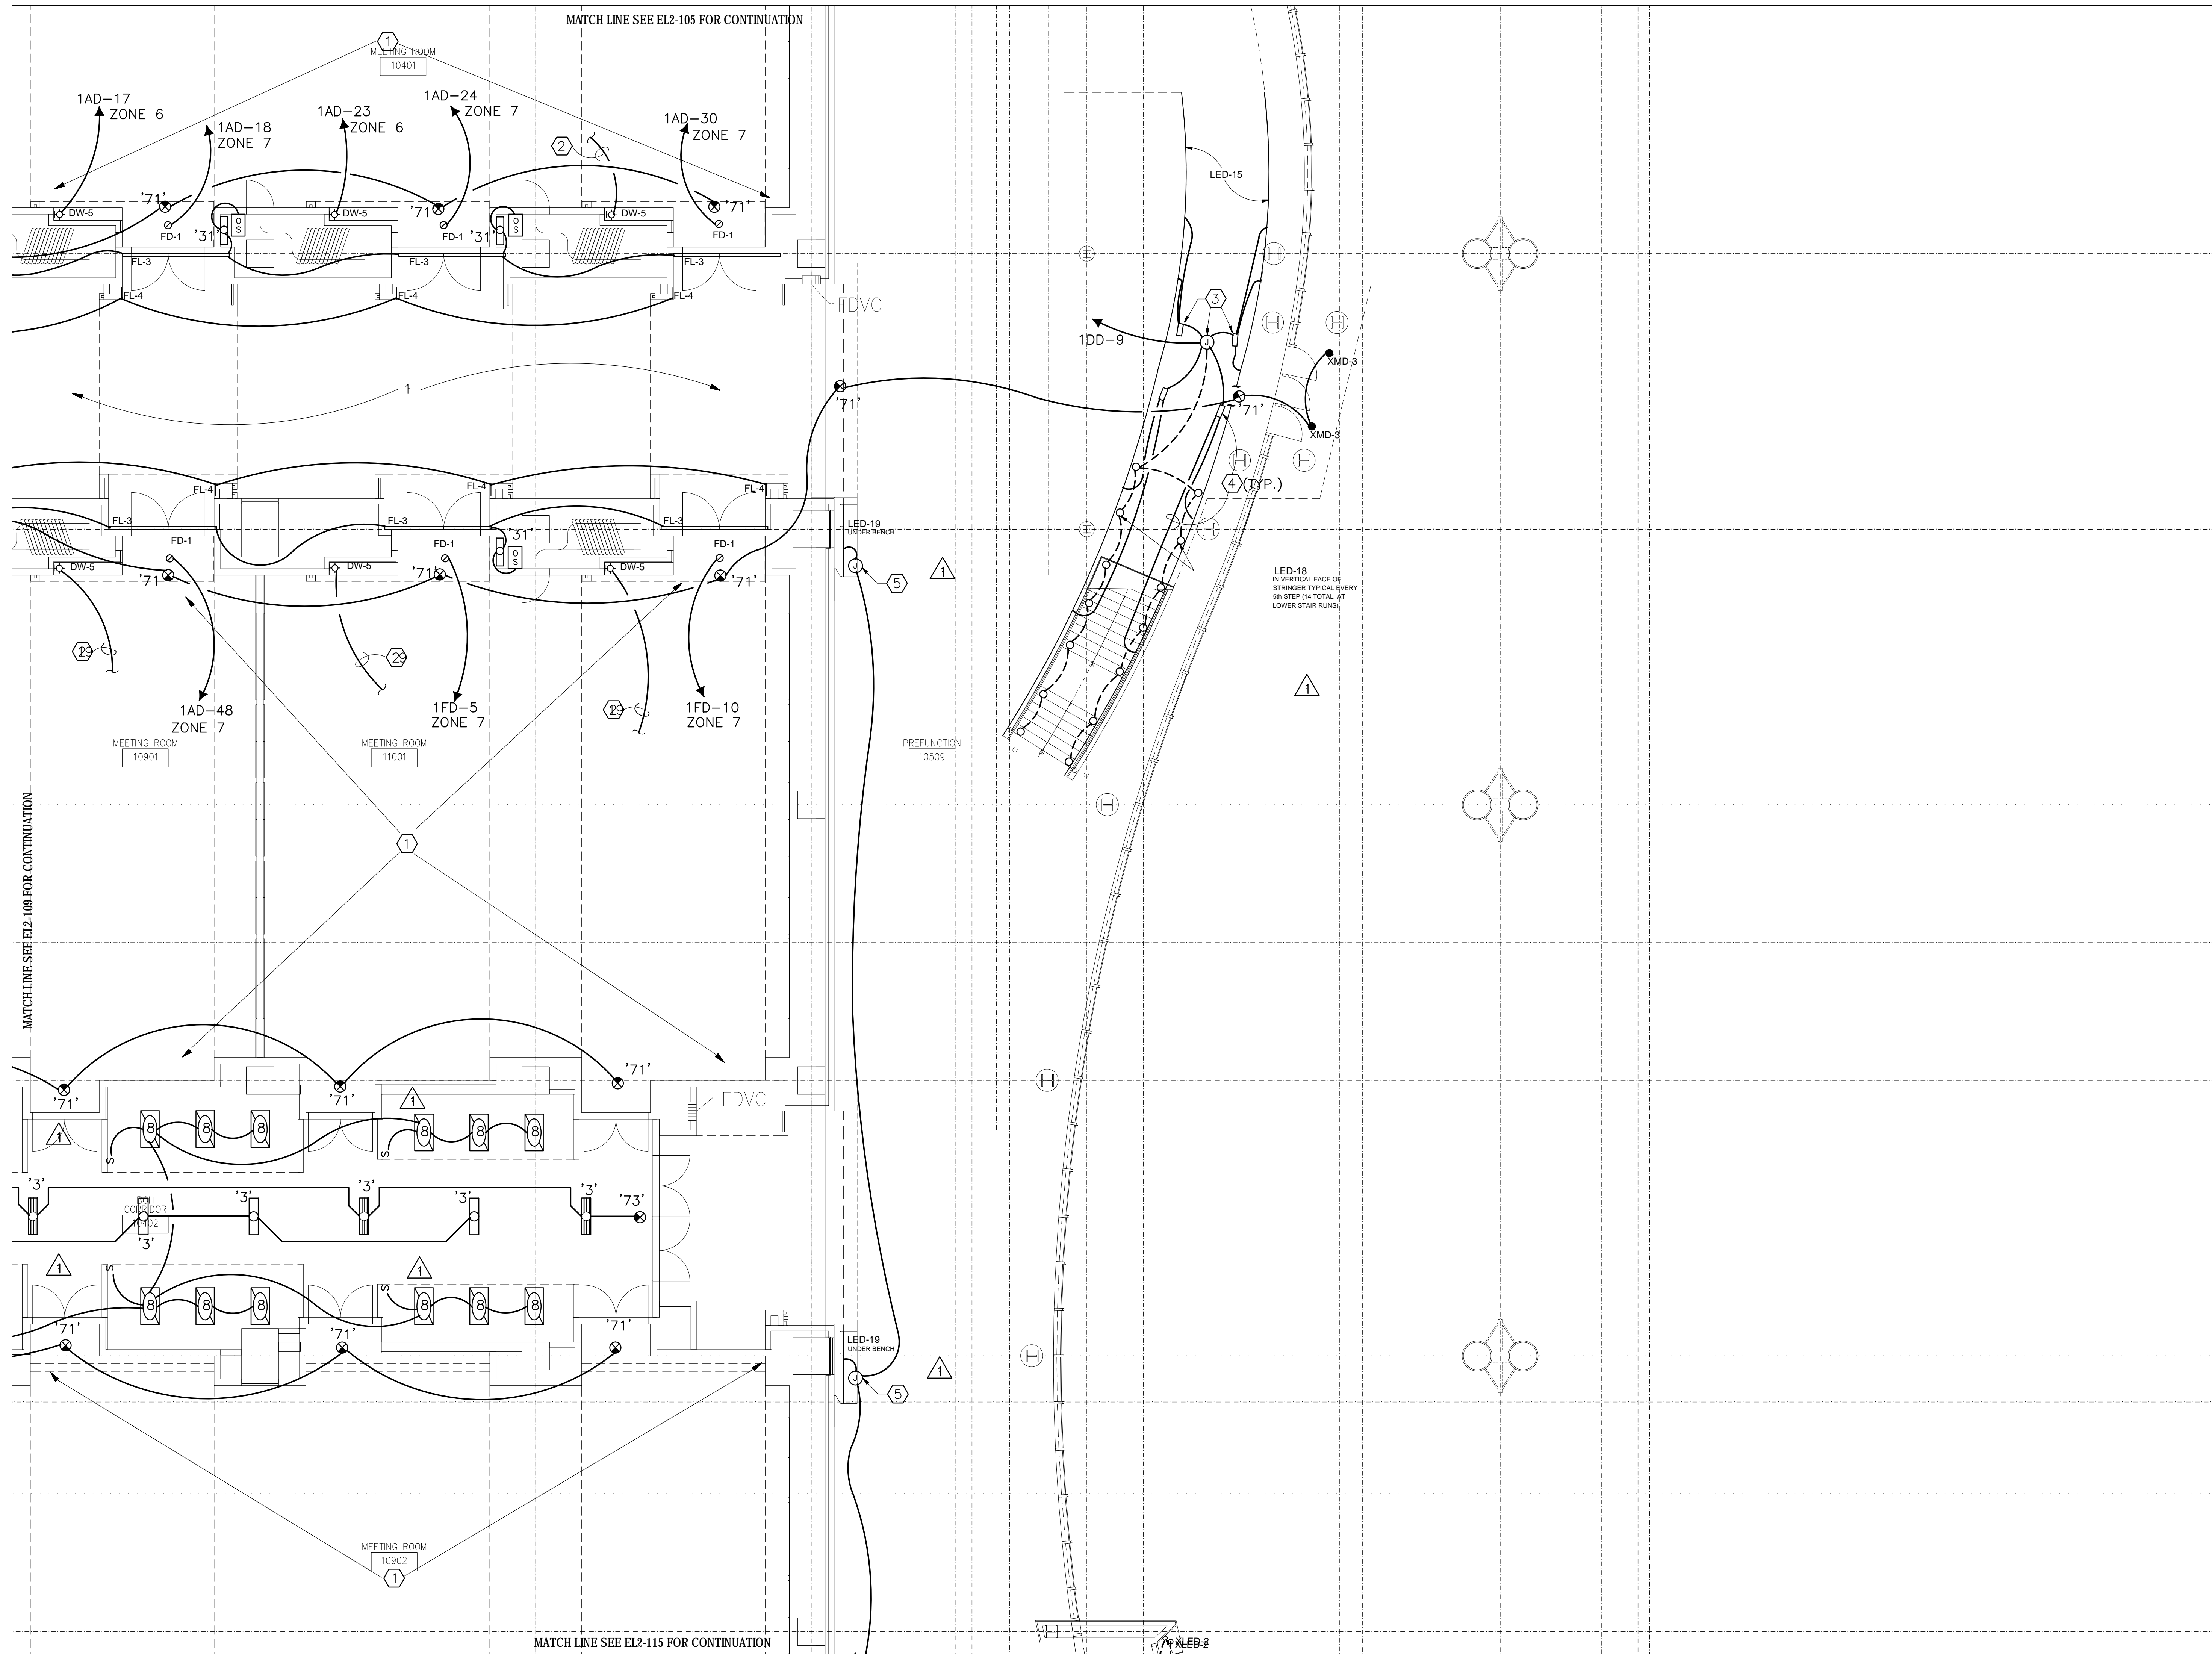 MATCH LINE SEE EL2-105 FOR CONTINUATION
1
MEETING ROOM
10401
1AD-17
ZONE 6
1AD-18
ZONE 7
1AD-23
ZONE 6
1AD-24
ZONE 7
1AD-30
ZONE 7
2
LED-15
'71'
'71'
'71'
DW-5
DW-5
DW-5
FD-1
FD-1
FD-1
'31'
'31'
O
S
O
S
FL-3
FL-3
FL-3
FL-4
FL-4
FL-4
FDVC
3
1DD-9
J
XMD-3
XMD-3
1
'71'
'71'
4 (TYP.)
FL-4
FL-4
FL-4
FL-3
FL-3
FL-3
'31'
O
S
FD-1
FD-1
FD-1
DW-5
DW-5
DW-5
'71'
'71'
'71'
LED-19
UNDER BENCH
J
5
1
LED-18
IN VERTICAL FACE OF
STRINGER TYPICAL EVERY
5th STEP (14 TOTAL AT
LOWER STAIR RUNS)
1
1AD-48
ZONE 7
1FD-5
ZONE 7
1FD-10
ZONE 7
MEETING ROOM
10901
MEETING ROOM
11001
PREFUNCTION
10509
MATCH LINE SEE EL2-109 FOR CONTINUATION
1
'71'
'71'
'71'
FDVC
1
1
8
8
8
8
8
8
S
S
'3'
'3'
'3'
'3'
'3'
'73'
BOH
CORRIDOR
10402
'3'
1
1
S
S
8
8
8
8
8
8
'71'
'71'
'71'
LED-19
UNDER BENCH
J
5
1
MEETING ROOM
10902
1
MATCH LINE SEE EL2-115 FOR CONTINUATION
XLED-2